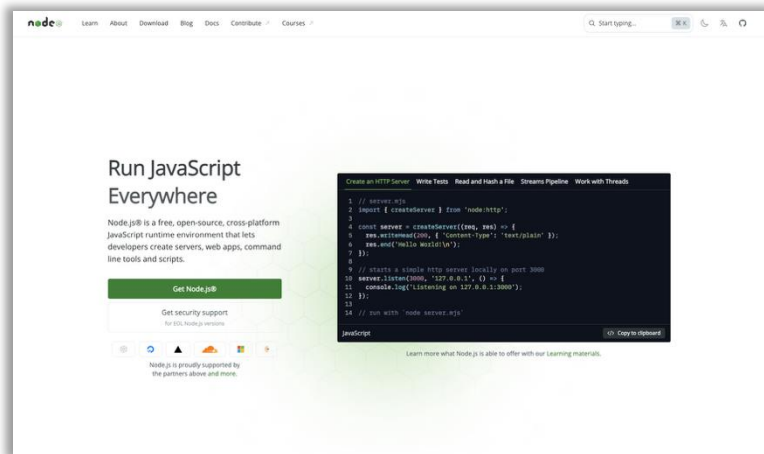 node
Learn About Download Blog Docs Contribute ↗ Courses ↗
Start typing... ⌘ K
Run JavaScript
Everywhere
Node.js® is a free, open-source, cross-platform
JavaScript runtime environment that lets
developers create servers, web apps, command
line tools and scripts.
Get Node.js®
Get security support
for EOL Node.js versions
Node.js is proudly supported by
the partners above and more.
Create an HTTP Server Write Tests Read and Hash a File Streams Pipeline Work with Threads
1 // server.mjs
2 import { createServer } from 'node:http';
3
4 const server = createServer((req, res) => {
5 res.writeHead(200, { 'Content-Type': 'text/plain' });
6 res.end('Hello World!\n');
7 });
8
9 // starts a simple http server locally on port 3000
10 server.listen(3000, '127.0.0.1', () => {
11 console.log('Listening on 127.0.0.1:3000');
12 });
13
14 // run with `node server.mjs`
JavaScript
</> Copy to clipboard
Learn more what Node.js is able to offer with our Learning materials.